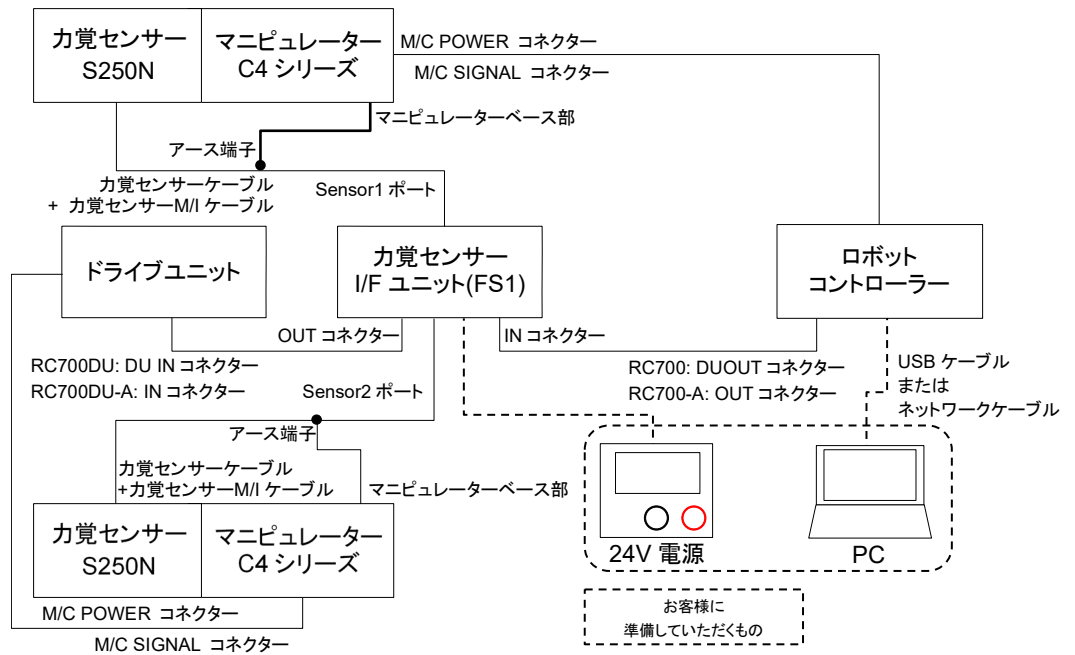 力覚センサー
S250N
マニピュレーター
C4 シリーズ
M/C POWER コネクター
M/C SIGNAL コネクター
マニピュレーターベース部
アース端子
力覚センサーケーブル
+ 力覚センサーM/I ケーブル
Sensor1 ポート
ドライブユニット
力覚センサー
I/F ユニット(FS1)
ロボット
コントローラー
OUT コネクター
IN コネクター
RC700DU: DU IN コネクター
RC700DU-A: IN コネクター
RC700: DUOUT コネクター
RC700-A: OUT コネクター
USB ケーブル
または
ネットワークケーブル
Sensor2 ポート
アース端子
力覚センサーケーブル
+力覚センサーM/I ケーブル
マニピュレーターベース部
力覚センサー
S250N
マニピュレーター
C4 シリーズ
24V 電源
PC
M/C POWER コネクター
M/C SIGNAL コネクター
お客様に
準備していただくもの